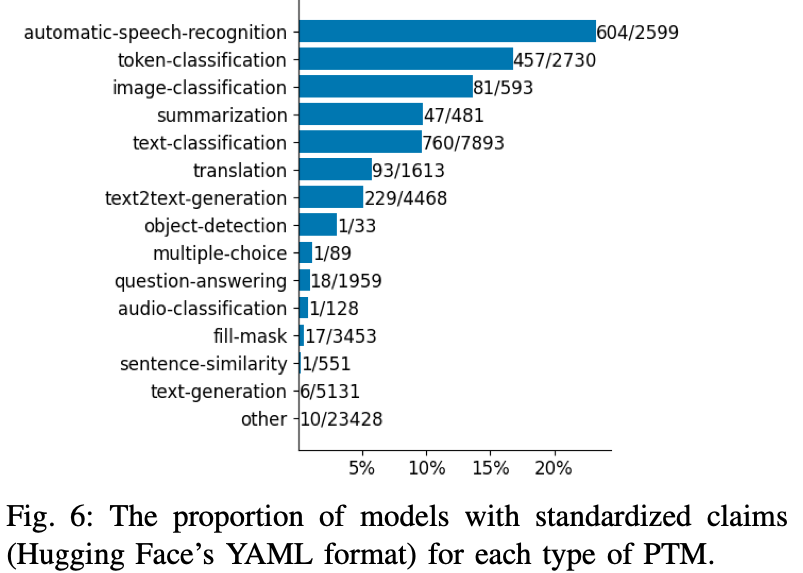 automatic-speech-recognition 604/2599
token-classification 457/2730
image-classification 81/593
summarization 47/481
text-classification 760/7893
translation 93/1613
text2text-generation 229/4468
object-detection 1/33
multiple-choice 1/89
question-answering 18/1959
audio-classification 1/128
fill-mask 17/3453
sentence-similarity 1/551
text-generation 6/5131
other 10/23428
5% 10% 15% 20%
Fig. 6: The proportion of models with standardized claims
(Hugging Face's YAML format) for each type of PTM.